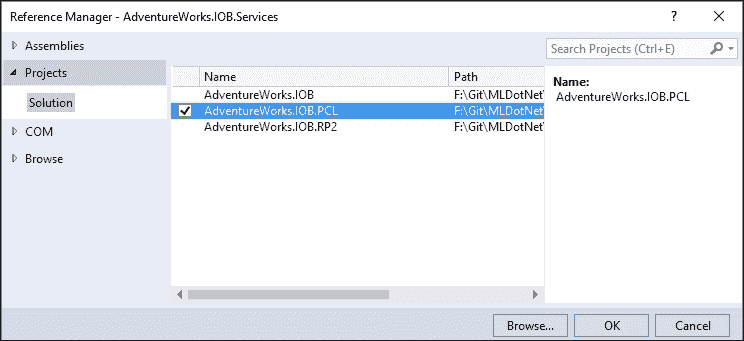 Reference Manager - AdventureWorks.IOB.Services
? ×
▷ Assemblies
Search Projects (Ctrl+E)
◢ Projects
Name Path
Name:
AdventureWorks.IOB F:\Git\MLDotNet\
AdventureWorks.IOB.PCL
Solution
AdventureWorks.IOB.PCL F:\Git\MLDotNet\
AdventureWorks.IOB.RP2 F:\Git\MLDotNet\
▷ COM
▷ Browse
Browse... OK Cancel